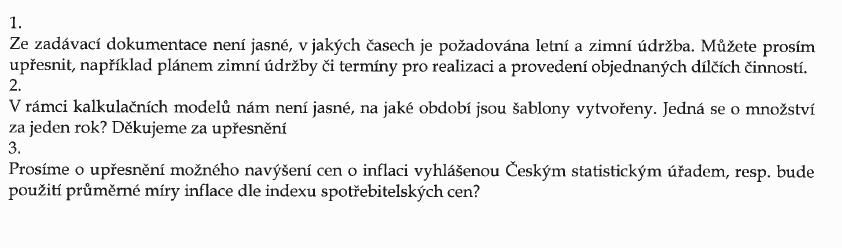 1.
Ze zadávací dokumentace není jasné, v jakých časech je požadována letní a zimní údržba. Můžete prosím
upřesnit, například plánem zimní údržby či termíny pro realizaci a provedení objednaných dílčích činností.
2.
V rámci kalkulačních modelů nám není jasné, na jaké období jsou šablony vytvořeny. Jedná se o množství
za jeden rok? Děkujeme za upřesnění
3.
Prosíme o upřesnění možného navýšení cen o inflaci vyhlášenou Českým statistickým úřadem, resp. bude
použití průměrné míry inflace dle indexu spotřebitelských cen?